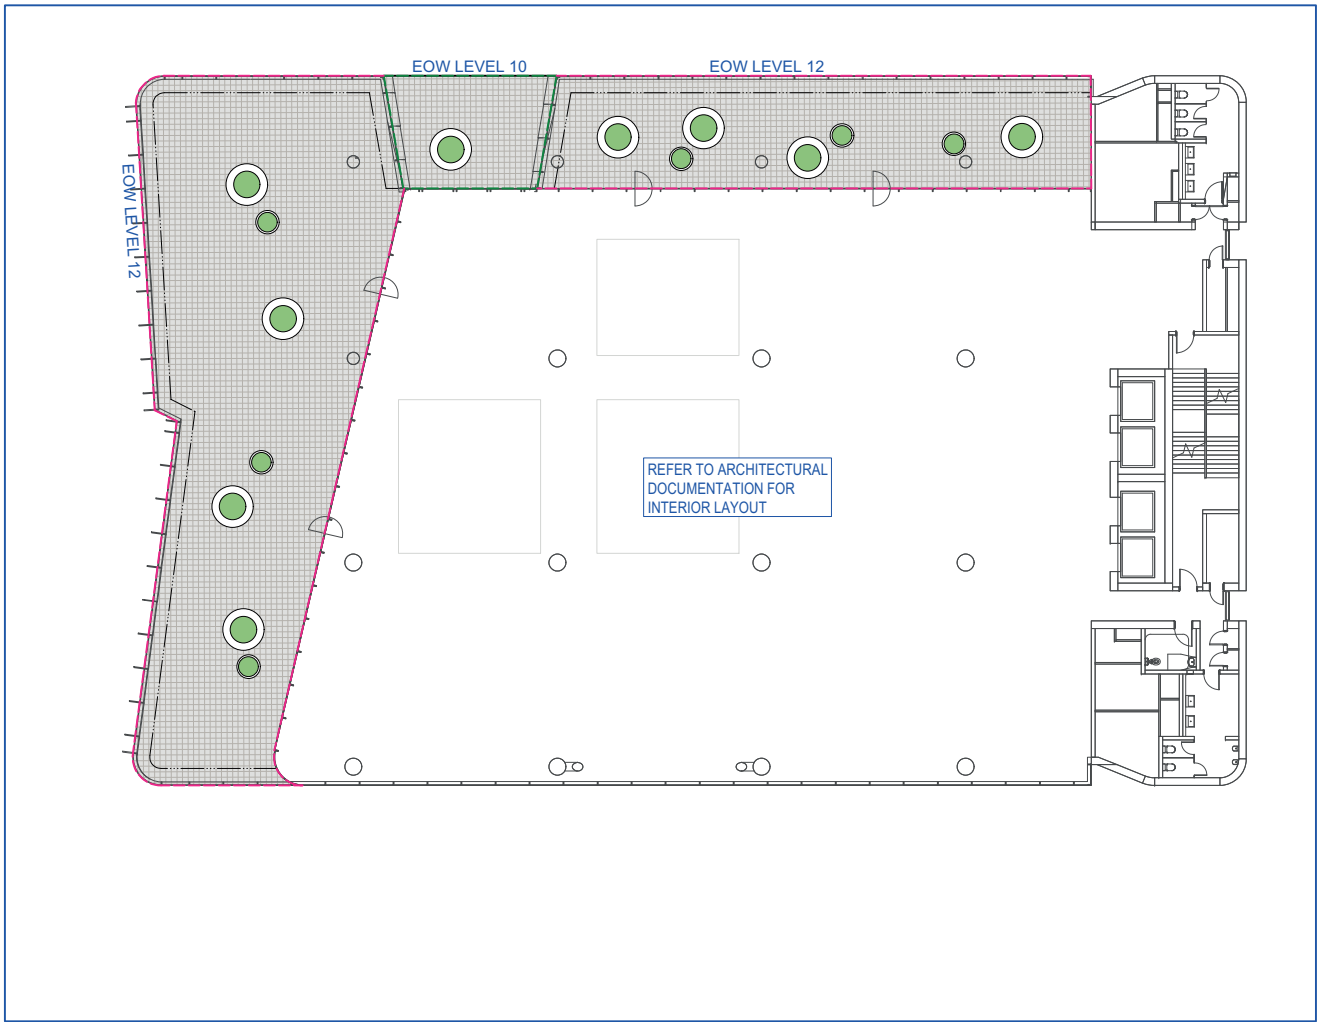 EOW LEVEL 10
EOW LEVEL 12
EOW LEVEL 12
REFER TO ARCHITECTURAL
DOCUMENTATION FOR
INTERIOR LAYOUT